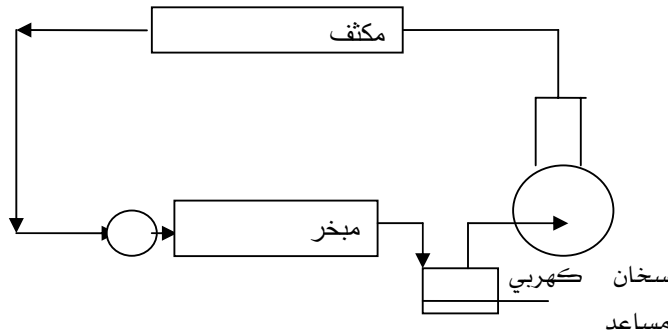 مكثف
مبخر
سخان كهربي
مساعد